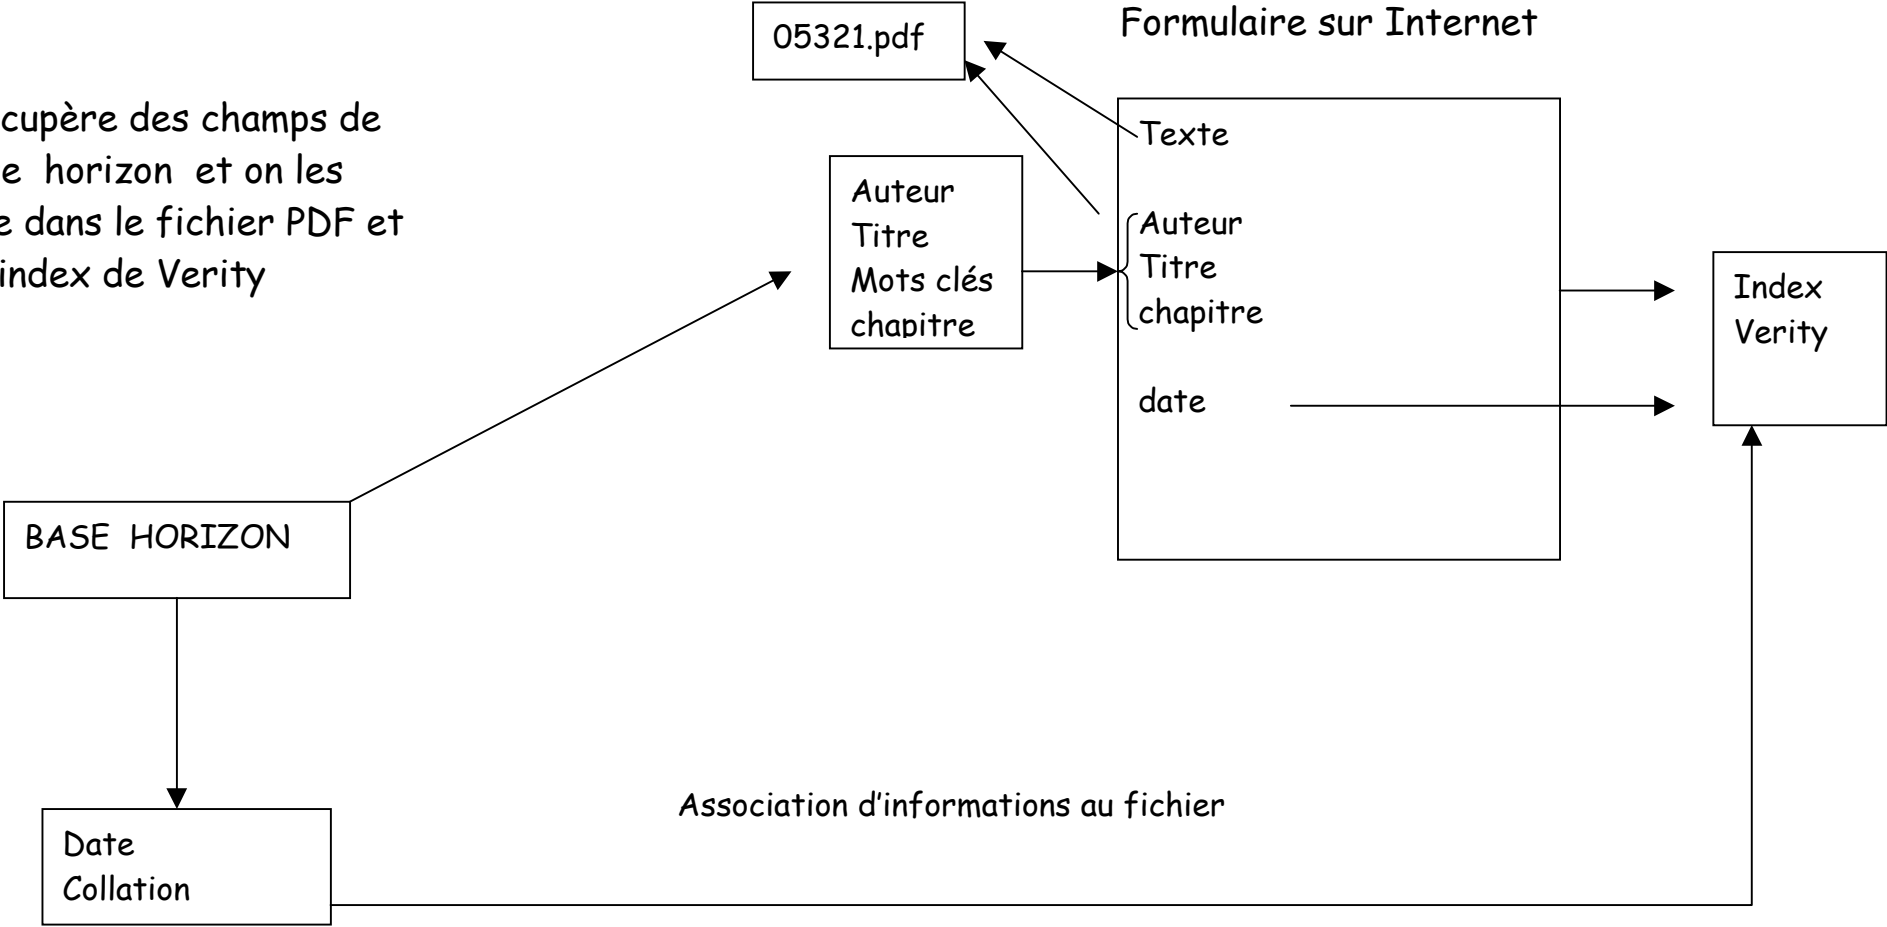 05321.pdf
Formulaire sur Internet
cupère des champs de
e horizon et on les
e dans le fichier PDF et
index de Verity
Texte
Auteur
Titre
Mots clés
chapitre
Auteur
Titre
chapitre
date
Index
Verity
BASE HORIZON
Association d'informations au fichier
Date
Collation